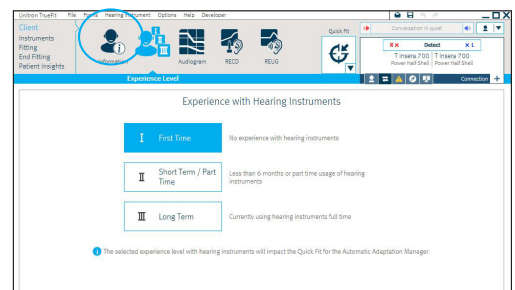 Unitron TrueFit File Forms Hearing Instrument Options Help Developer
Client
Instruments
Fitting
End Fitting
Patient Insights
Information
RECD
Audiogram
RECD
REUG
Quick Fit
Conversation in quiet
R X Detect X L
T Insera 700 T Insera 700
Power Half Shell Power Half Shell
Experience Level
Connection
Experience with Hearing Instruments
I First Time No experience with hearing instruments
II Short Term / Part Time Less than 6 months or part time usage of hearing instruments
III Long Term Currently using hearing instruments full time
The selected experience level with hearing instruments will impact the Quick Fit for the Automatic Adaptation Manager.